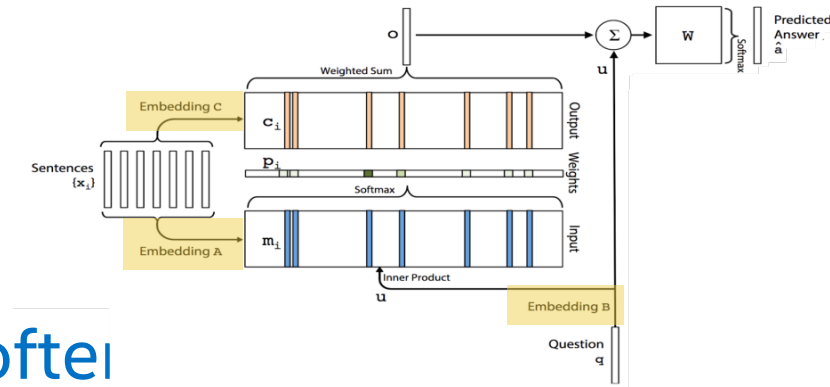 o
Σ
W
Softmax
Predicted
Answer
â
u
Weighted Sum
Embedding C
cᵢ
Output
Sentences
{xᵢ}
pᵢ
Weights
Softmax
Embedding A
mᵢ
Input
Inner Product
u
Embedding B
Question
q